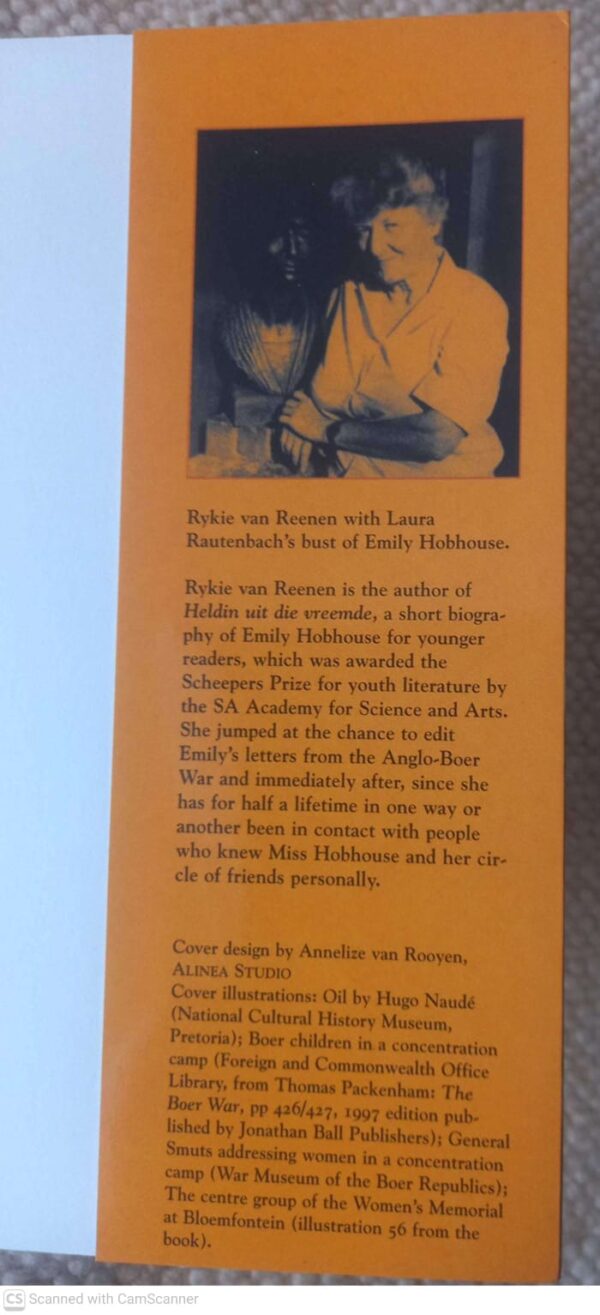 Rykie van Reenen with Laura
Rautenbach's bust of Emily Hobhouse.
Rykie van Reenen is the author of
Heldin uit die vreemde, a short biogra-
phy of Emily Hobhouse for younger
readers, which was awarded the
Scheepers Prize for youth literature by
the SA Academy for Science and Arts.
She jumped at the chance to edit
Emily's letters from the Anglo-Boer
War and immediately after, since she
has for half a lifetime in one way or
another been in contact with people
who knew Miss Hobhouse and her cir-
cle of friends personally.
Cover design by Annelize van Rooyen,
ALINEA STUDIO
Cover illustrations: Oil by Hugo Naudé
(National Cultural History Museum,
Pretoria); Boer children in a concentration
camp (Foreign and Commonwealth Office
Library, from Thomas Packenham: The
Boer War, pp 426/427, 1997 edition pub-
lished by Jonathan Ball Publishers); General
Smuts addressing women in a concentration
camp (War Museum of the Boer Republics);
The centre group of the Women's Memorial
at Bloemfontein (illustration 56 from the
book).
CS Scanned with CamScanner